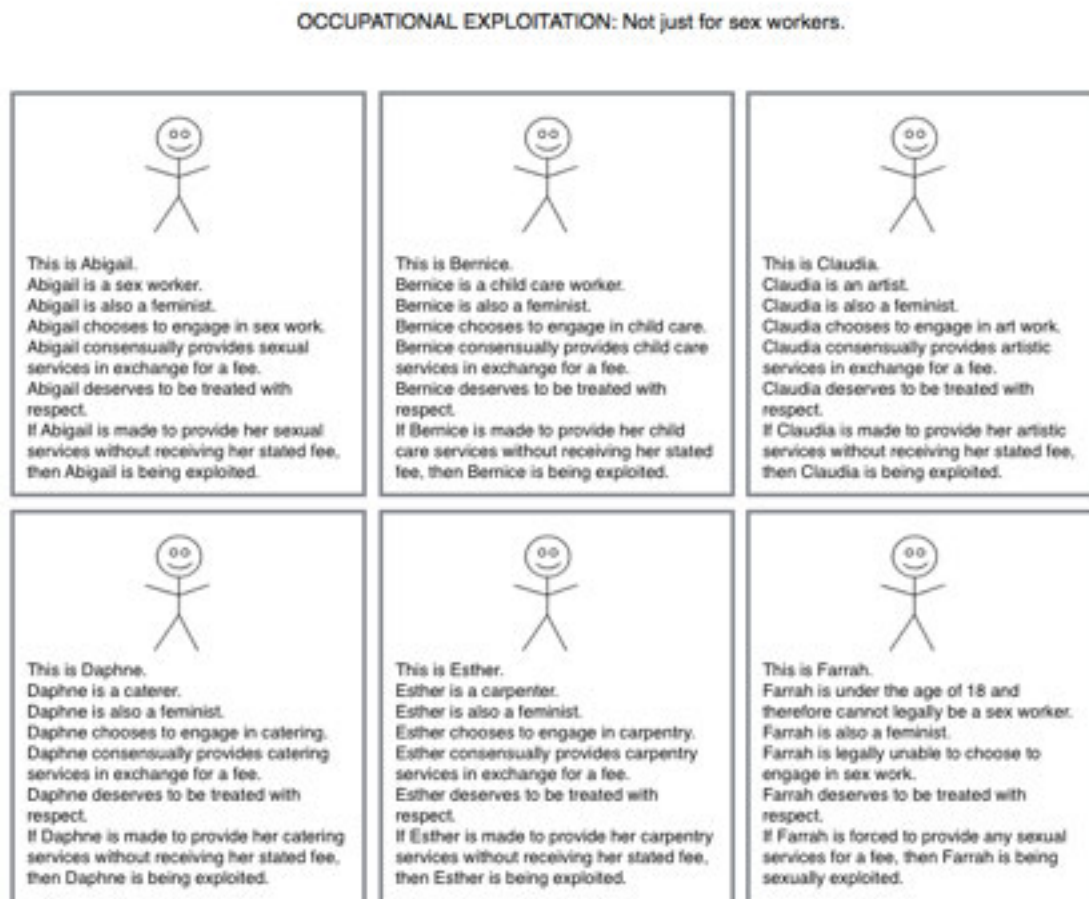 OCCUPATIONAL EXPLOITATION: Not just for sex workers.
This is Abigail.
Abigail is a sex worker.
Abigail is also a feminist.
Abigail chooses to engage in sex work.
Abigail consensually provides sexual
services in exchange for a fee.
Abigail deserves to be treated with
respect.
If Abigail is made to provide her sexual
services without receiving her stated fee,
then Abigail is being exploited.
This is Bernice.
Bernice is a child care worker.
Bernice is also a feminist.
Bernice chooses to engage in child care.
Bernice consensually provides child care
services in exchange for a fee.
Bernice deserves to be treated with
respect.
If Bernice is made to provide her child
care services without receiving her stated
fee, then Bernice is being exploited.
This is Claudia.
Claudia is an artist.
Claudia is also a feminist.
Claudia chooses to engage in art work.
Claudia consensually provides artistic
services in exchange for a fee.
Claudia deserves to be treated with
respect.
If Claudia is made to provide her artistic
services without receiving her stated fee,
then Claudia is being exploited.
This is Daphne.
Daphne is a caterer.
Daphne is also a feminist.
Daphne chooses to engage in catering.
Daphne consensually provides catering
services in exchange for a fee.
Daphne deserves to be treated with
respect.
If Daphne is made to provide her catering
services without receiving her stated fee,
then Daphne is being exploited.
This is Esther.
Esther is a carpenter.
Esther is also a feminist.
Esther chooses to engage in carpentry.
Esther consensually provides carpentry
services in exchange for a fee.
Esther deserves to be treated with
respect.
If Esther is made to provide her carpentry
services without receiving her stated fee,
then Esther is being exploited.
This is Farrah.
Farrah is under the age of 18 and
therefore cannot legally be a sex worker.
Farrah is also a feminist.
Farrah is legally unable to choose to
engage in sex work.
Farrah deserves to be treated with
respect.
If Farrah is forced to provide any sexual
services for a fee, then Farrah is being
sexually exploited.